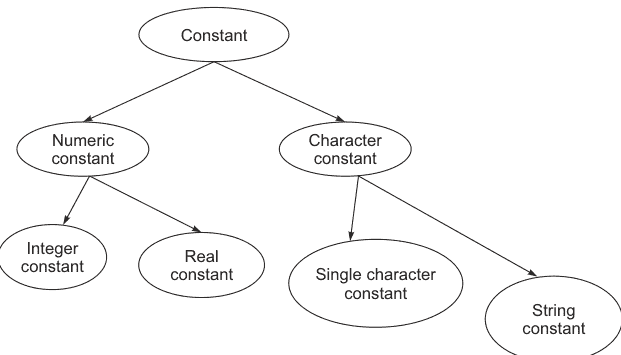 Constant
Numeric
constant
Character
constant
Integer
constant
Real
constant
Single character
constant
String
constant